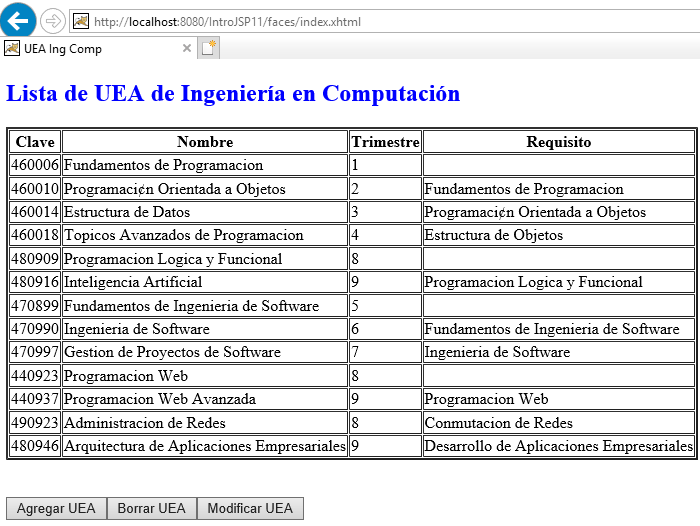 http://localhost:8080/IntroJSP11/faces/index.xhtml
UEA Ing Comp
Lista de UEA de Ingeniería en Computación
Clave Nombre Trimestre Requisito
460006 Fundamentos de Programacion 1
460010 Programaci¢n Orientada a Objetos 2 Fundamentos de Programacion
460014 Estructura de Datos 3 Programaci¢n Orientada a Objetos
460018 Topicos Avanzados de Programacion 4 Estructura de Objetos
480909 Programacion Logica y Funcional 8
480916 Inteligencia Artificial 9 Programacion Logica y Funcional
470899 Fundamentos de Ingenieria de Software 5
470990 Ingenieria de Software 6 Fundamentos de Ingenieria de Software
470997 Gestion de Proyectos de Software 7 Ingenieria de Software
440923 Programacion Web 8
440937 Programacion Web Avanzada 9 Programacion Web
490923 Administracion de Redes 8 Conmutacion de Redes
480946 Arquitectura de Aplicaciones Empresariales 9 Desarrollo de Aplicaciones Empresariales
Agregar UEA Borrar UEA Modificar UEA